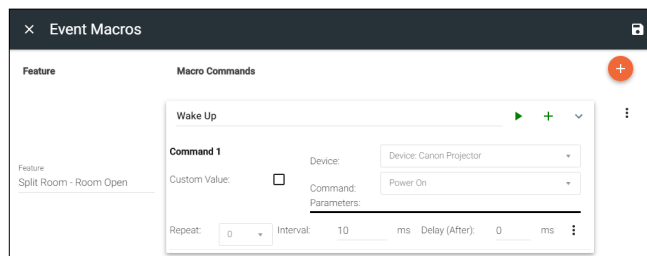 Event Macros
Feature Macro Commands
Wake Up
Command 1
Device: Device: Canon Projector
Feature
Split Room - Room Open
Custom Value:
Command: Power On
Parameters:
Repeat: 0 Interval: 10 ms Delay (After): 0 ms